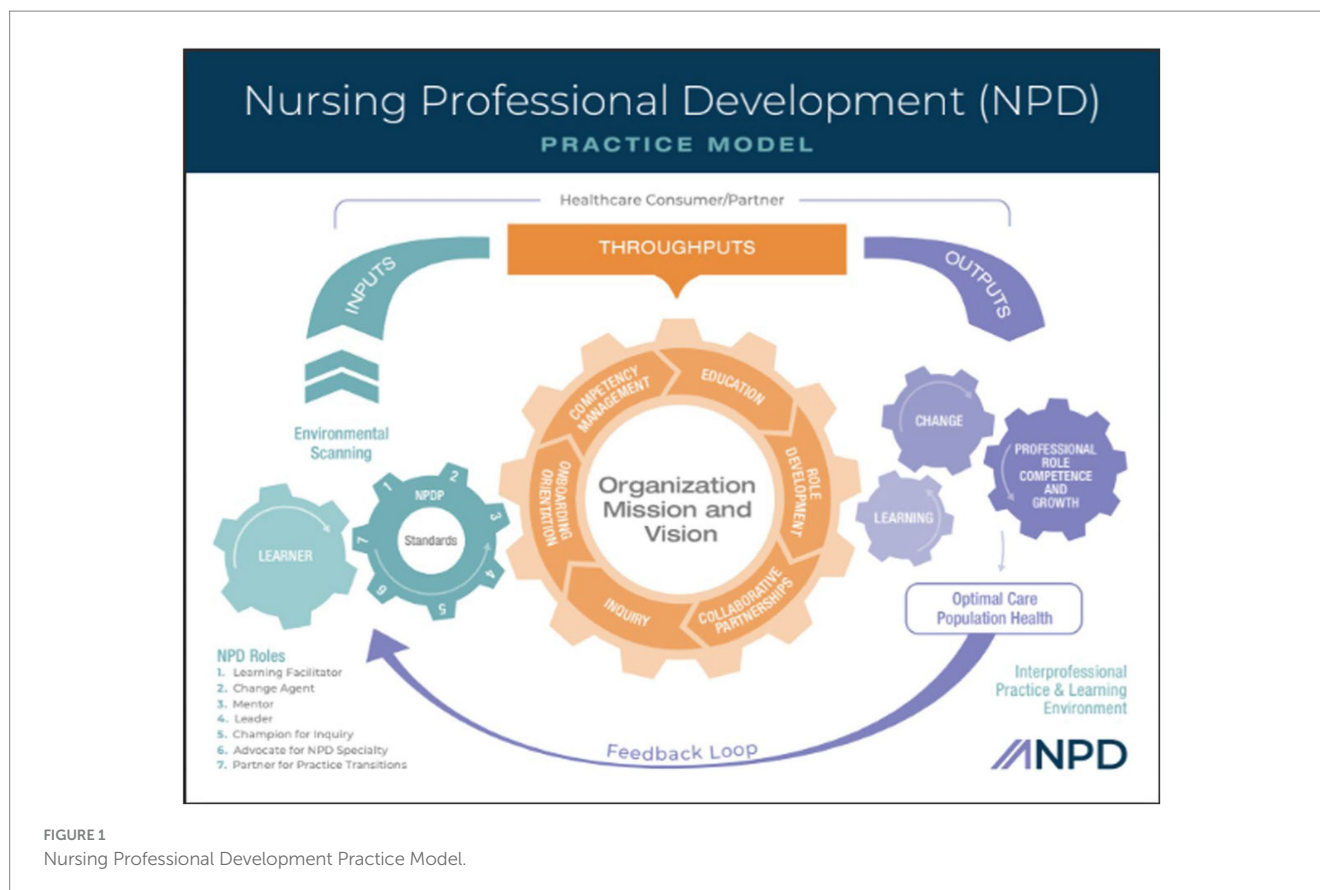 Nursing Professional Development (NPD)
PRACTICE MODEL
Healthcare Consumer/Partner
INPUTS
THROUGHPUTS
OUTPUTS
Environmental
Scanning
LEARNER
NPDP
Standards
1
2
3
4
5
6
7
COMPETENCY
MANAGEMENT
EDUCATION
ROLE
DEVELOPMENT
COLLABORATIVE
PARTNERSHIPS
INQUIRY
ONBOARDING
ORIENTATION
Organization
Mission and
Vision
CHANGE
LEARNING
PROFESSIONAL
ROLE
COMPETENCE
AND
GROWTH
Optimal Care
Population Health
NPD Roles
1. Learning Facilitator
2. Change Agent
3. Mentor
4. Leader
5. Champion for Inquiry
6. Advocate for NPD Specialty
7. Partner for Practice Transitions
Feedback Loop
Interprofessional
Practice & Learning
Environment
ANPD
FIGURE 1
Nursing Professional Development Practice Model.